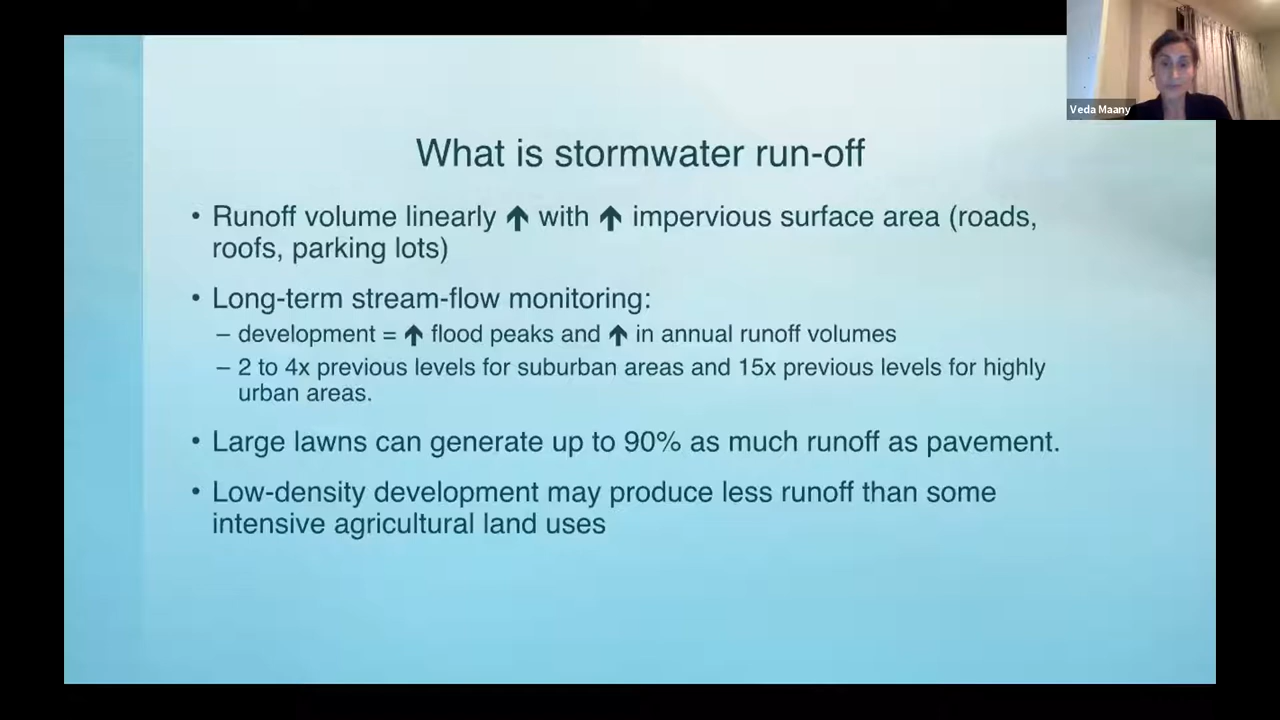 Veda Maany
What is stormwater run-off
• Runoff volume linearly ↑ with ↑ impervious surface area (roads,
roofs, parking lots)
• Long-term stream-flow monitoring:
– development = ↑ flood peaks and ↑ in annual runoff volumes
– 2 to 4x previous levels for suburban areas and 15x previous levels for highly
urban areas.
• Large lawns can generate up to 90% as much runoff as pavement.
• Low-density development may produce less runoff than some
intensive agricultural land uses